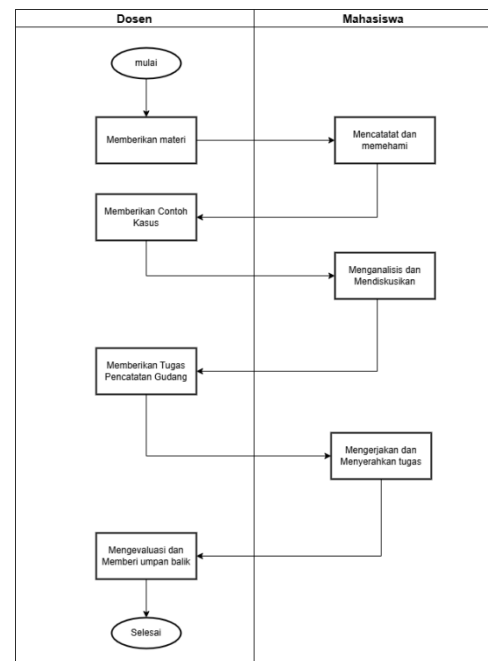 Dosen
Mahasiswa
mulai
Memberikan materi
Mencatatat dan
memehami
Memberikan Contoh
Kasus
Menganalisis dan
Mendiskusikan
Memberikan Tugas
Pencatatan Gudang
Mengerjakan dan
Menyerahkan tugas
Mengevaluasi dan
Memberi umpan balik
Selesai